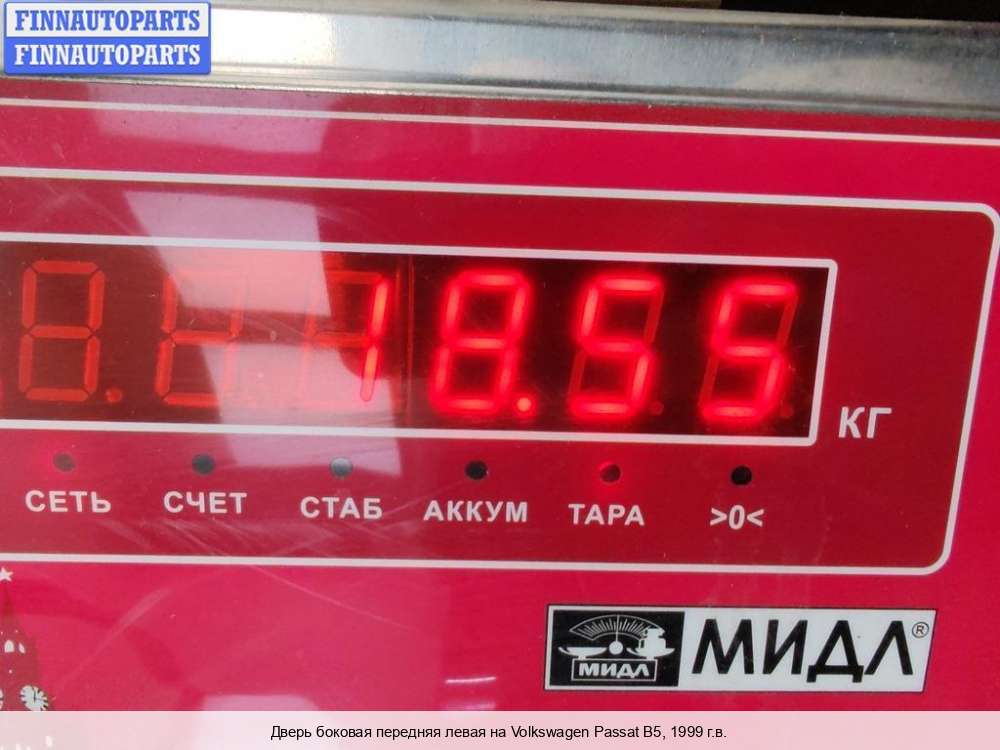 FINNAUTOPARTS
FINNAUTOPARTS
8.55 КГ
СЕТЬ СЧЕТ СТАБ АККУМ ТАРА >0<
МИДЛ МИДЛ®
Дверь боковая передняя левая на Volkswagen Passat B5, 1999 г.в.